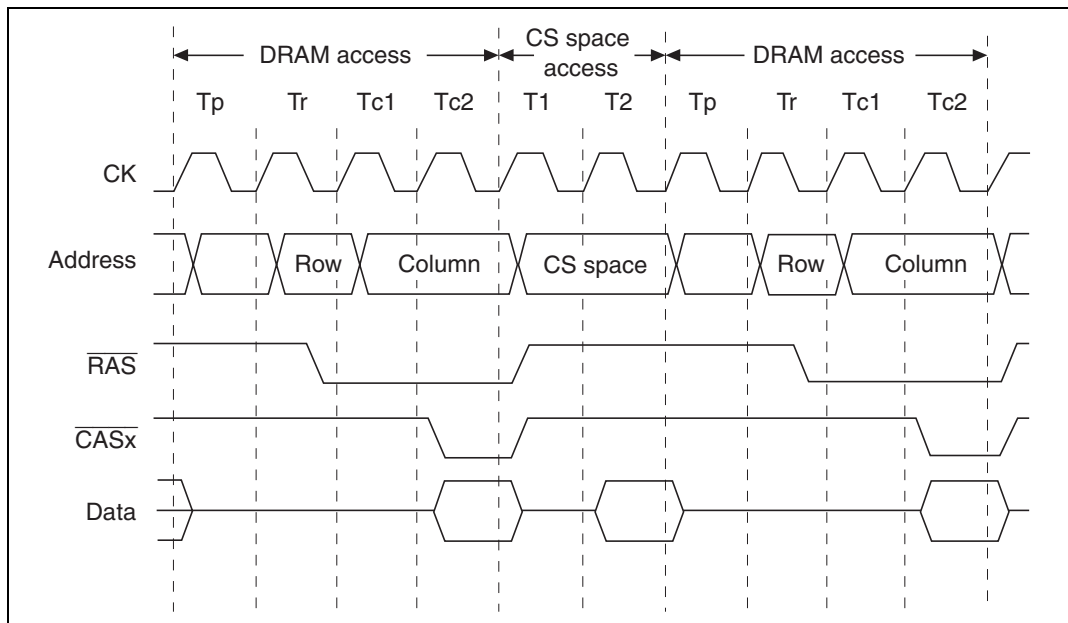 DRAM access CS space access DRAM access
Tp Tr Tc1 Tc2 T1 T2 Tp Tr Tc1 Tc2
CK
Address Row Column CS space Row Column
RAS
CASx
Data